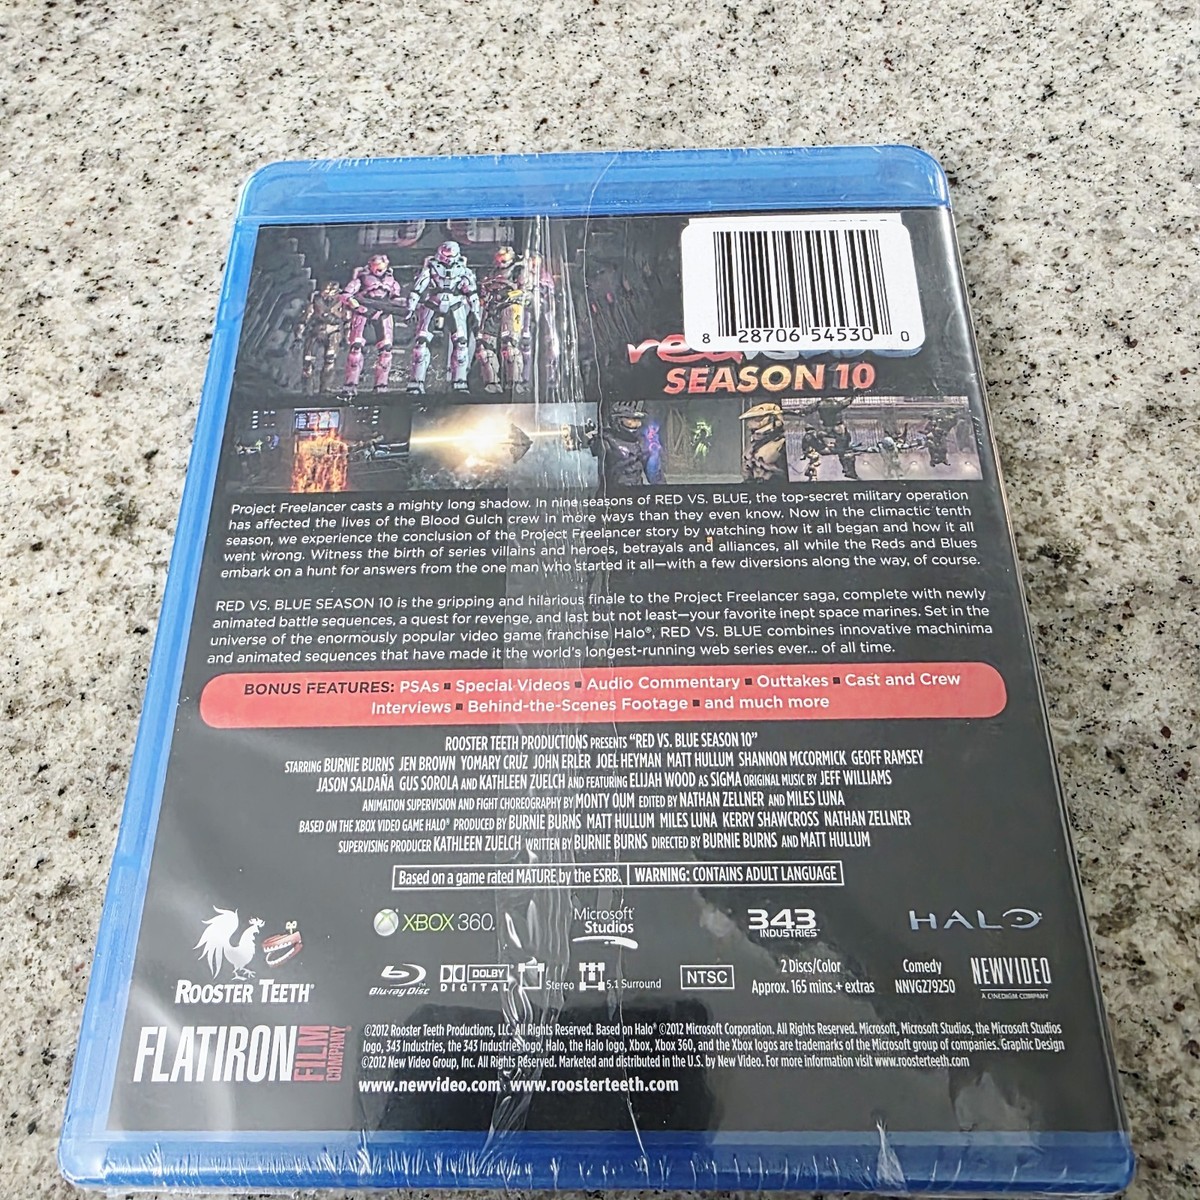 8 28706 54530 0
SEASON 10
Project Freelancer casts a mighty long shadow. In nine seasons of RED VS. BLUE, the top-secret military operation
has affected the lives of the Blood Gulch crew in more ways than they even know. Now in the climactic tenth
season, we experience the conclusion of the Project Freelancer story by watching how it all began and how it all
went wrong. Witness the birth of series villains and heroes, betrayals and alliances, all while the Reds and Blues
embark on a hunt for answers from the one man who started it all—with a few diversions along the way, of course.
RED VS. BLUE SEASON 10 is the gripping and hilarious finale to the Project Freelancer saga, complete with newly
animated battle sequences, a quest for revenge, and last but not least—your favorite inept space marines. Set in the
universe of the enormously popular video game franchise Halo®, RED VS. BLUE combines innovative machinima
and animated sequences that have made it the world's longest-running web series ever... of all time.
BONUS FEATURES: PSAs ▪ Special Videos ▪ Audio Commentary ▪ Outtakes ▪ Cast and Crew
Interviews ▪ Behind-the-Scenes Footage ▪ and much more
ROOSTER TEETH PRODUCTIONS PRESENTS "RED VS. BLUE SEASON 10"
STARRING BURNIE BURNS JEN BROWN YOMARY CRUZ JOHN ERLER JOEL HEYMAN MATT HULLUM SHANNON MCCORMICK GEOFF RAMSEY
JASON SALDAÑA GUS SOROLA AND KATHLEEN ZUELCH AND FEATURING ELIJAH WOOD AS SIGMA ORIGINAL MUSIC BY JEFF WILLIAMS
ANIMATION SUPERVISION AND FIGHT CHOREOGRAPHY BY MONTY OUM EDITED BY NATHAN ZELLNER AND MILES LUNA
BASED ON THE XBOX VIDEO GAME HALO® PRODUCED BY BURNIE BURNS MATT HULLUM MILES LUNA KERRY SHAWCROSS NATHAN ZELLNER
SUPERVISING PRODUCER KATHLEEN ZUELCH WRITTEN BY BURNIE BURNS DIRECTED BY BURNIE BURNS AND MATT HULLUM
Based on a game rated MATURE by the ESRB. | WARNING: CONTAINS ADULT LANGUAGE
XBOX 360. Microsoft® Studios 343 INDUSTRIES™ HALO®
ROOSTER TEETH®
Blu-ray Disc™ DOLBY DIGITAL Stereo 5.1 Surround NTSC
2 Discs/Color
Approx. 165 mins.+ extras
Comedy
NNVG279250
NEWVIDEO
A CINEDIGM COMPANY
FLATIRON FILM COMPANY
©2012 Rooster Teeth Productions, LLC. All Rights Reserved. Based on Halo® ©2012 Microsoft Corporation. All Rights Reserved. Microsoft, Microsoft Studios, the Microsoft Studios
logo, 343 Industries, the 343 Industries logo, Halo, the Halo logo, Xbox, Xbox 360, and the Xbox logos are trademarks of the Microsoft group of companies. Graphic Design
©2012 New Video Group, Inc. All Rights Reserved. Marketed and distributed in the U.S. by New Video. For more information visit www.roosterteeth.com
www.newvideo.com www.roosterteeth.com